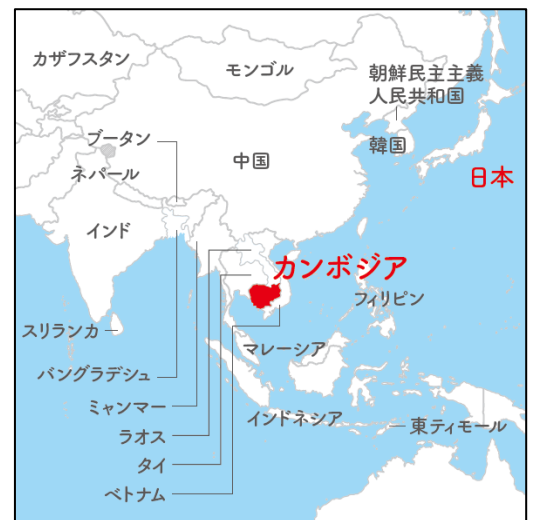 カザフスタン
モンゴル
朝鮮民主主義
人民共和国
ブータン
中国
韓国
ネパール
日本
インド
カンボジア
フィリピン
スリランカ
マレーシア
バングラデシュ
ミャンマー
インドネシア
東ティモール
ラオス
タイ
ベトナム